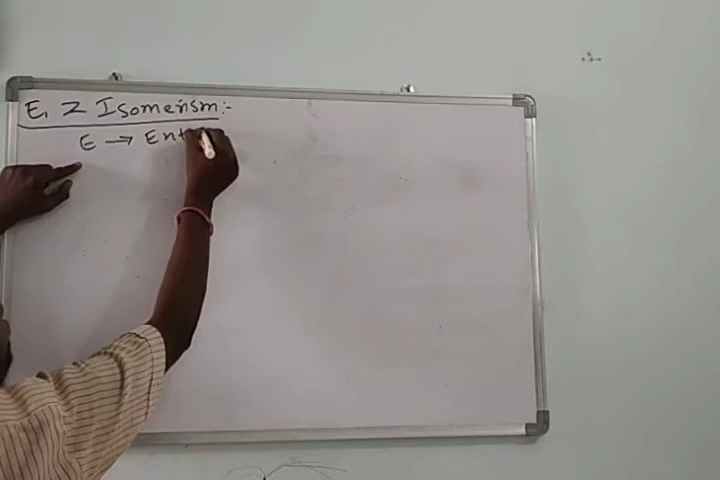 E, Z Isomerism:-
E → Ent